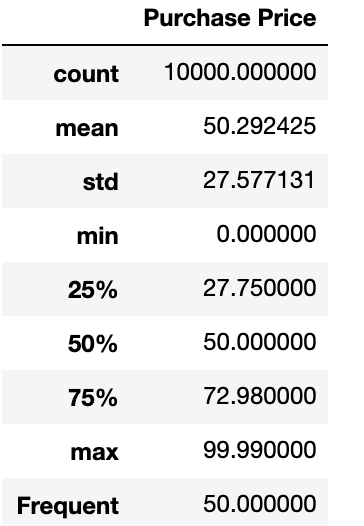 Purchase Price
count 10000.000000
mean 50.292425
std 27.577131
min 0.000000
25% 27.750000
50% 50.000000
75% 72.980000
max 99.990000
Frequent 50.000000